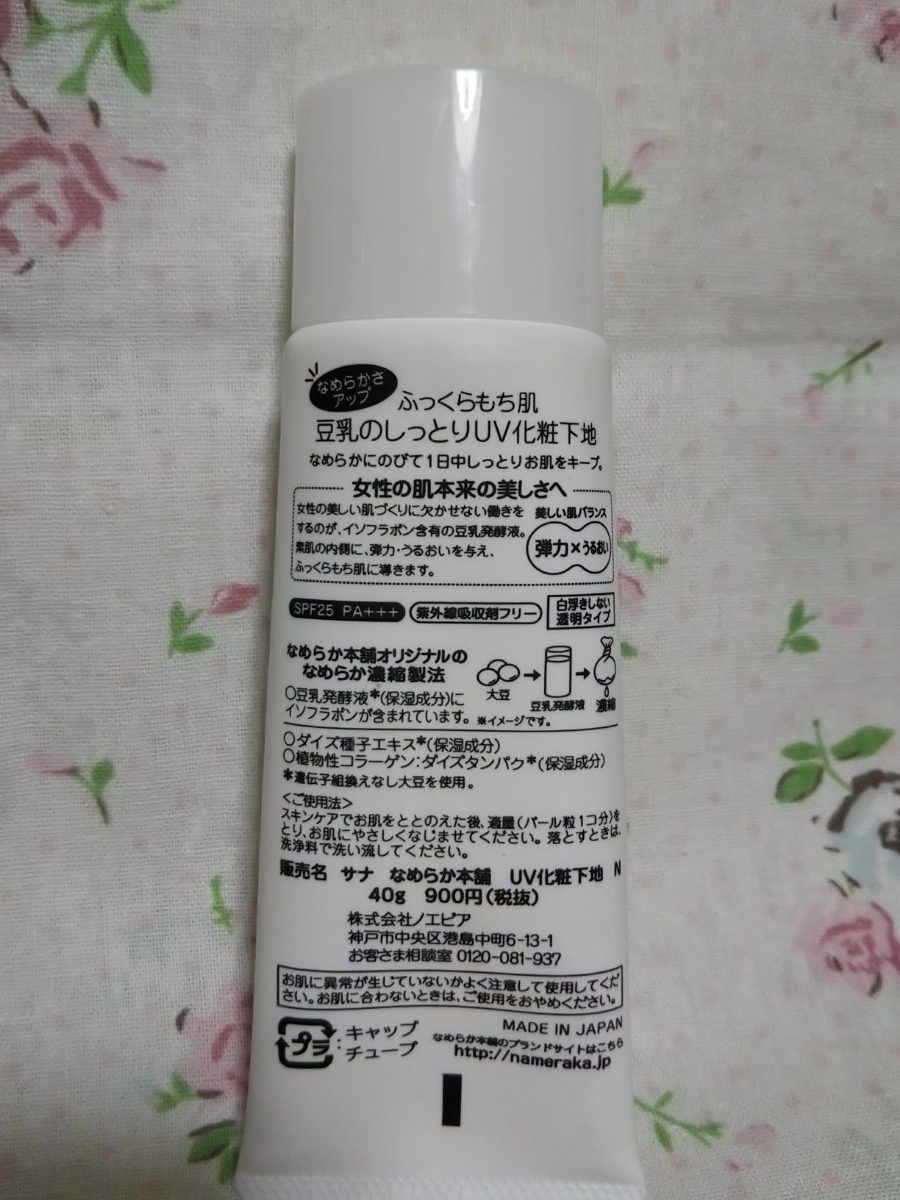 なめらかさ
アップ
ふっくらもち肌
豆乳のしっとりUV化粧下地
なめらかにのびて1日中しっとりお肌をキープ。
女性の肌本来の美しさへ
女性の美しい肌づくりに欠かせない働きを
するのが、イソフラボン含有の豆乳発酵液。
素肌の内側に、弾力・うるおいを与え、
ふっくらもち肌に導きます。
美しい肌バランス
弾力×うるおい
SPF25 PA+++
紫外線吸収剤フリー
白浮きしない
透明タイプ
なめらか本舗オリジナルの
なめらか濃縮製法
○豆乳発酵液*(保湿成分)に
イソフラボンが含まれています。
大豆
豆乳発酵液
濃縮
※イメージです。
○ダイズ種子エキス*(保湿成分)
○植物性コラーゲン:ダイズタンパク*(保湿成分)
*遺伝子組換えなし大豆を使用。
<ご使用法>
スキンケアでお肌をととのえた後、適量(パール粒1コ分)を
とり、お肌にやさしくなじませてください。落とすときは、
洗浄料で洗い流してください。
販売名 サナ なめらか本舗 UV化粧下地 N
40g 900円(税抜)
株式会社ノエビア
神戸市中央区港島中町6-13-1
お客さま相談室 0120-081-937
お肌に異常が生じていないかよく注意して使用してくだ
さい。お肌に合わないときは、ご使用をおやめください。
プラ
:キャップ
チューブ
MADE IN JAPAN
なめらか本舗のブランドサイトはこちら
http://nameraka.jp